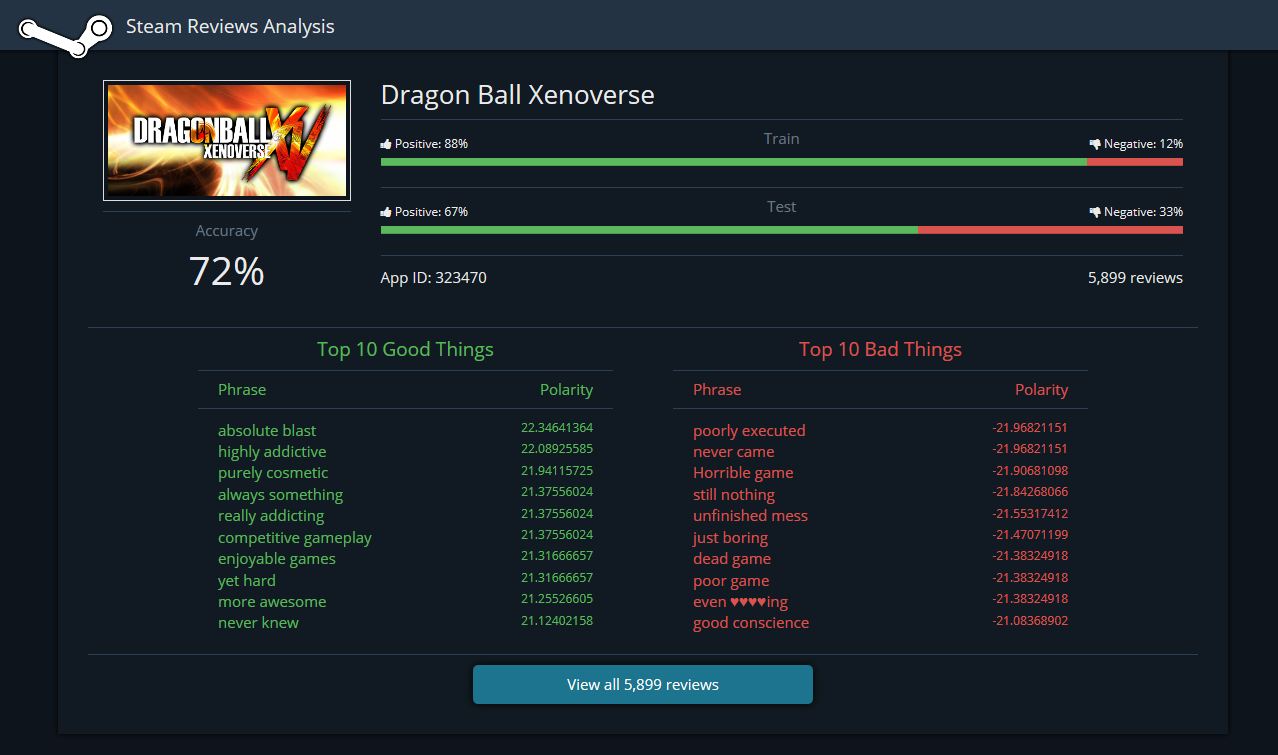 Steam Reviews Analysis
DRAGONBALL XV
XENOVERSE
Dragon Ball Xenoverse
Positive: 88% Train Negative: 12%
Positive: 67% Test Negative: 33%
Accuracy
72%
App ID: 323470 5,899 reviews
Top 10 Good Things
Phrase Polarity
absolute blast 22.34641364
highly addictive 22.08925585
purely cosmetic 21.94115725
always something 21.37556024
really addicting 21.37556024
competitive gameplay 21.37556024
enjoyable games 21.31666657
yet hard 21.31666657
more awesome 21.25526605
never knew 21.12402158
Top 10 Bad Things
Phrase Polarity
poorly executed -21.96821151
never came -21.96821151
Horrible game -21.90681098
still nothing -21.84268066
unfinished mess -21.55317412
just boring -21.47071199
dead game -21.38324918
poor game -21.38324918
even ♥♥♥♥ing -21.38324918
good conscience -21.08368902
View all 5,899 reviews